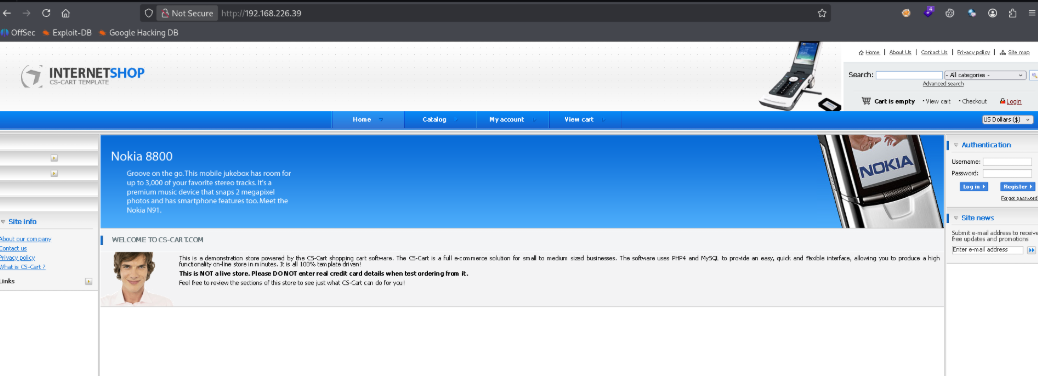 Not Secure http://192.168.226.39
OffSec Exploit-DB Google Hacking DB
INTERNETSHOP
CS-CART TEMPLATE
Home | About Us | Contact Us | Privacy policy | Site map
Search: - All categories -
Advanced search
Cart is empty · View cart · Checkout Login
Home Catalog My account View cart US Dollars ($)
Nokia 8800
Groove on the go. This mobile jukebox has room for
up to 3,000 of your favorite stereo tracks. It's a
premium music device that snaps 2 megapixel
photos and has smartphone features too. Meet the
Nokia N91.
NOKIA
Authentication
Username:
Password:
Log in Register
Forgot password
Site info
About our company
Contact us
Privacy policy
What is CS-Cart?
Links
Site news
Submit e-mail address to receive
free updates and promotions
Enter e-mail address
WELCOME TO CS-CART.COM
This is a demonstration store powered by the CS-Cart shopping cart software. The CS-Cart is a full e-commerce solution for small to medium sized businesses. The software uses PHP4 and MySQL to provide an easy, quick and flexible interface, allowing you to produce a high
functionality on-line store in minutes. It is all 100% template driven!
This is NOT a live store. Please DO NOT enter real credit card details when test ordering from it.
Feel free to review the sections of this store to see just what CS-Cart can do for you!